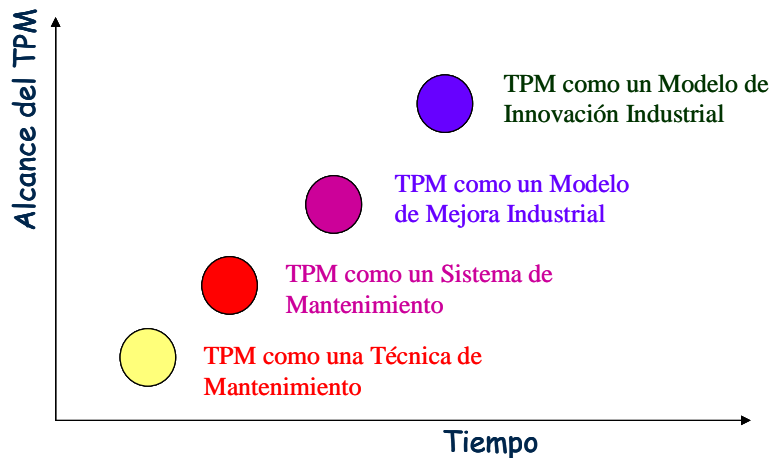 Alcance del TPM
TPM como un Modelo de
Innovación Industrial
TPM como un Modelo
de Mejora Industrial
TPM como un Sistema de
Mantenimiento
TPM como una Técnica de
Mantenimiento
Tiempo